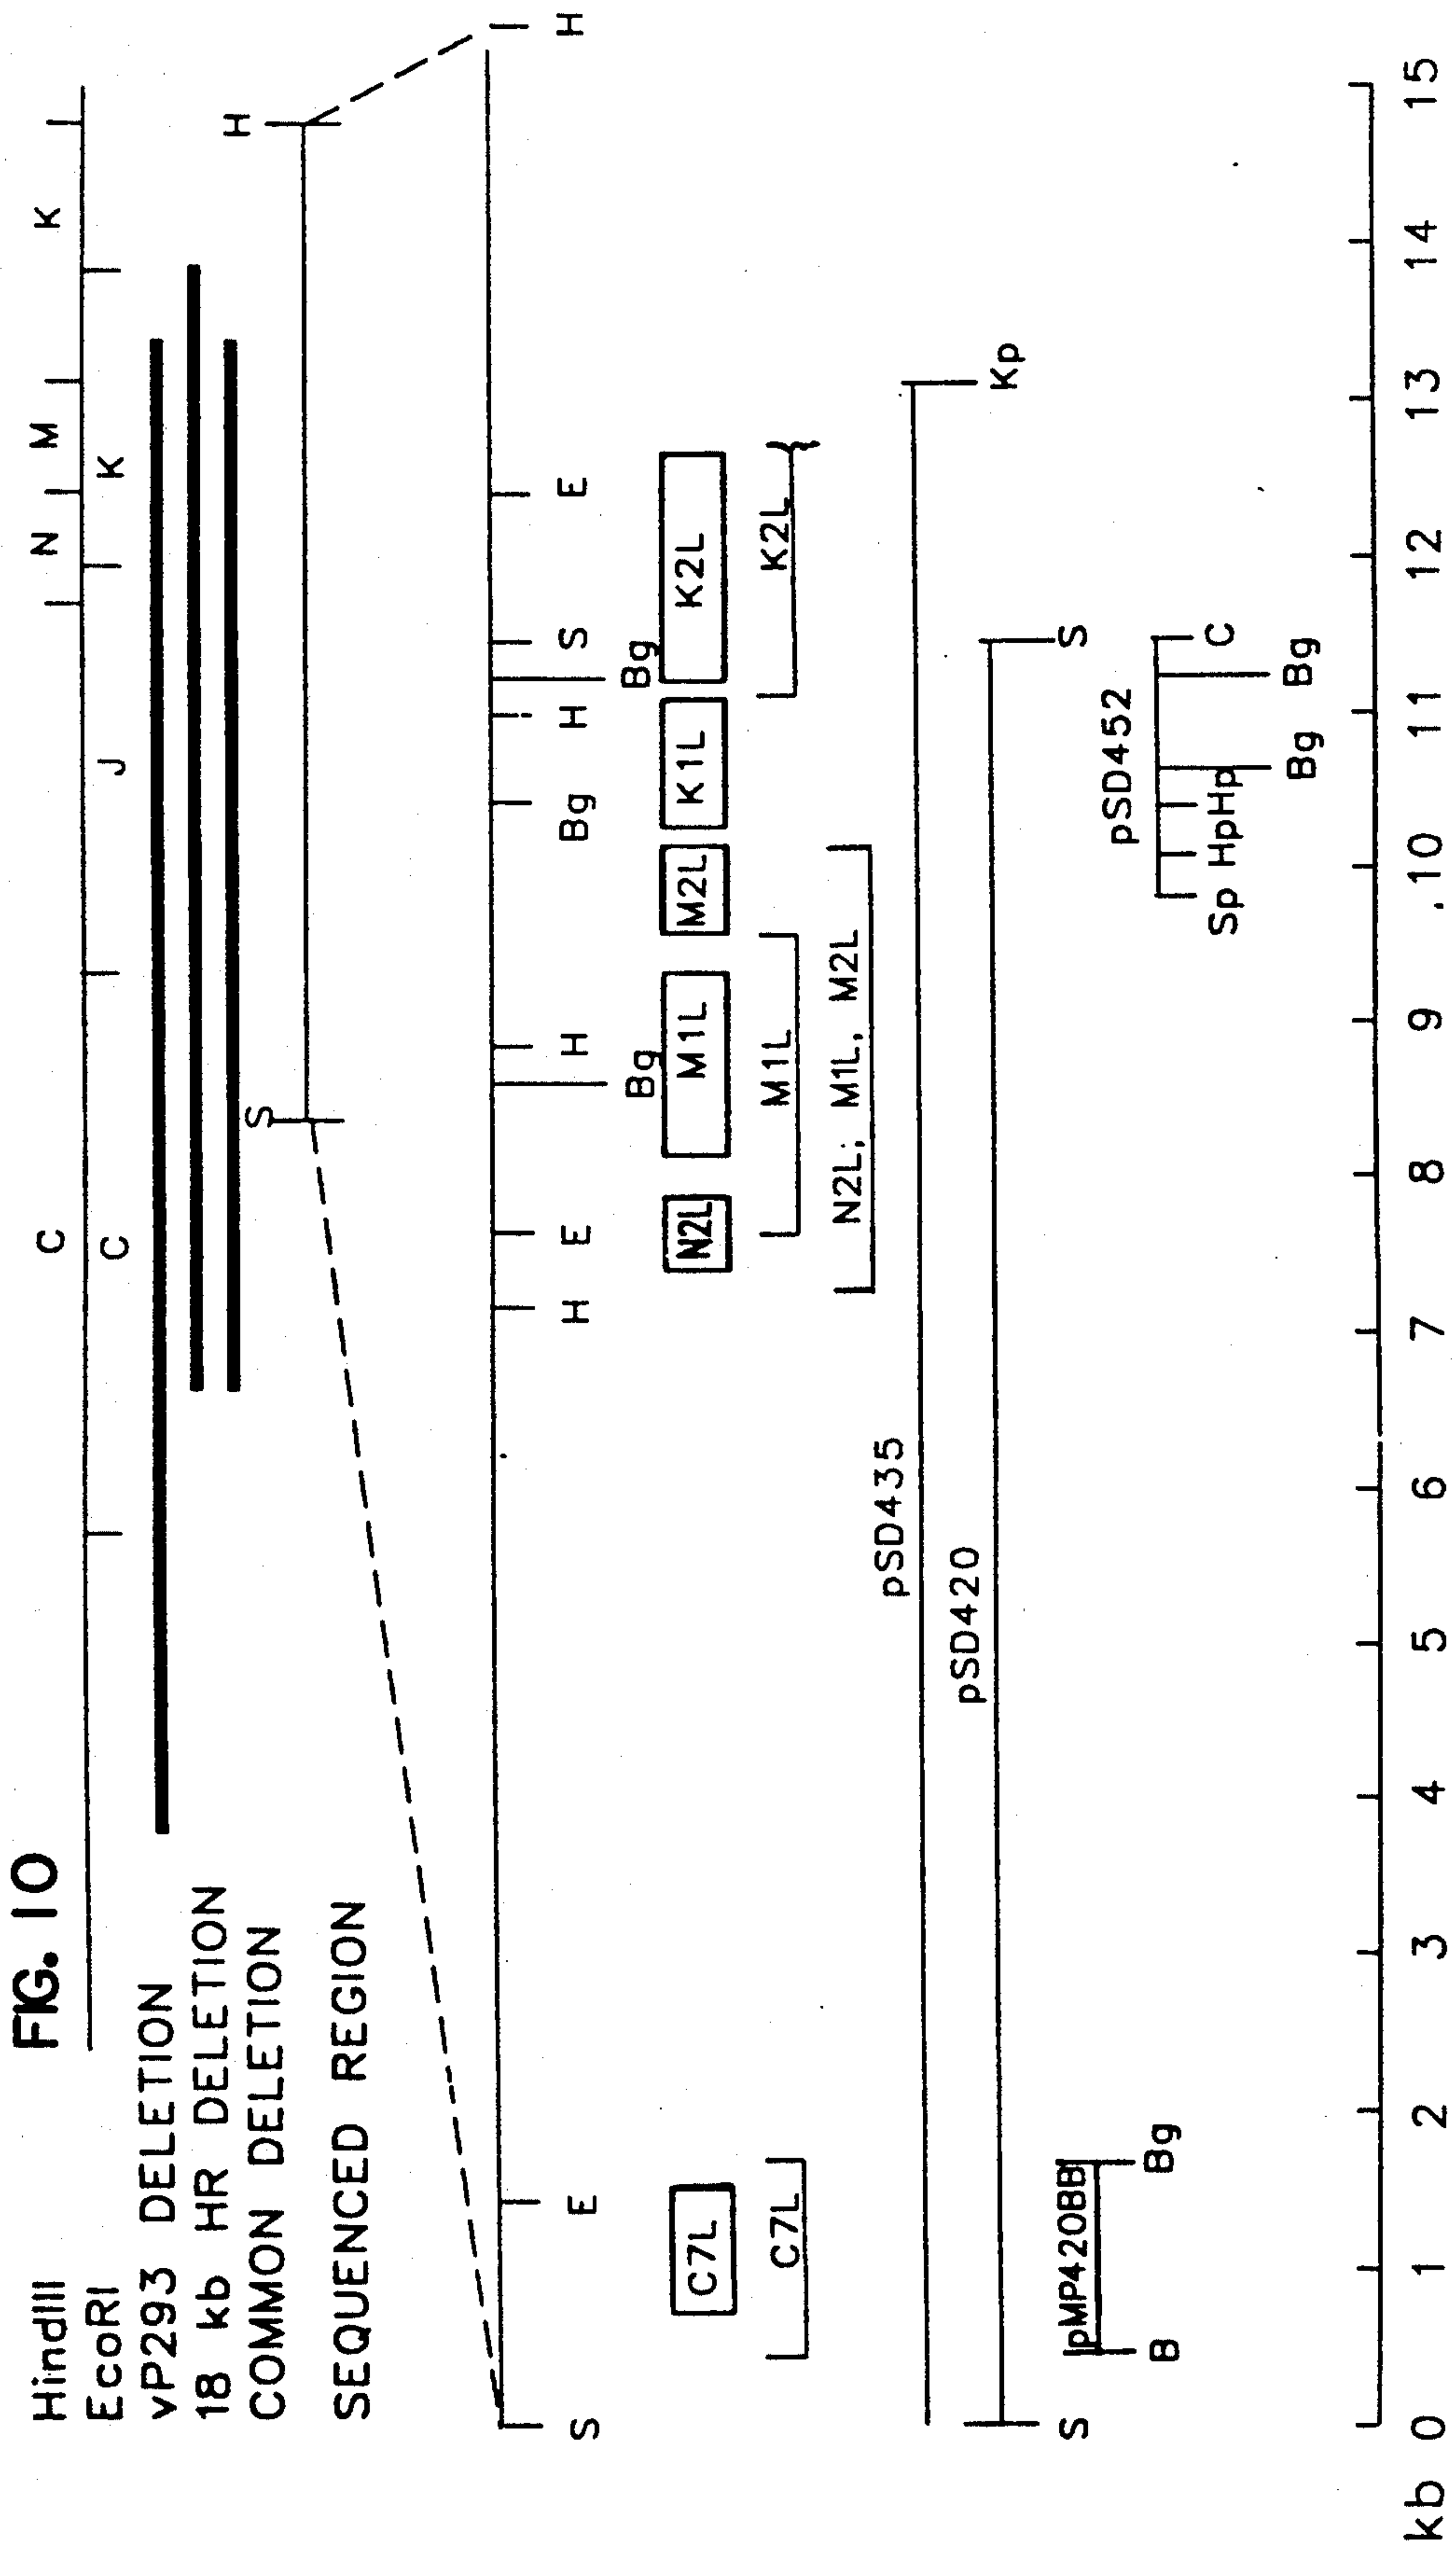 FIG. 10
HindIII C N M K
EcoRI C J K
vP293 DELETION
18 kb HR DELETION
COMMON DELETION
SEQUENCED REGION
S H
S E H E H Bg H S E H
Bg Bg
C7L N2L M1L M2L K1L K2L
C7L M1L K2L
N2L; M1L, M2L
pSD435
Kp
pSD420
S S
pMP420BB pSD452
B Bg Sp Hp Hp Bg Bg C
kb 0 1 2 3 4 5 6 7 8 9 10 11 12 13 14 15